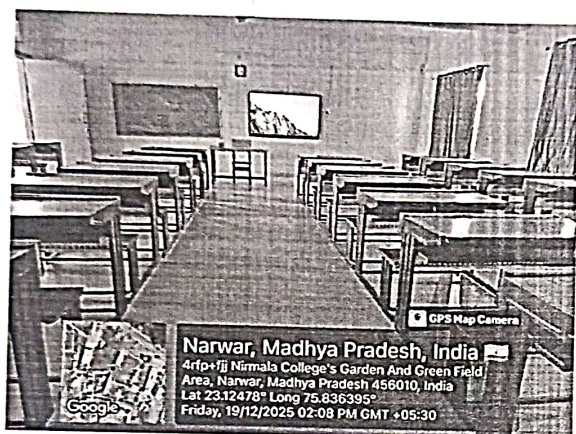 GPS Map Camera
Narwar, Madhya Pradesh, India
4rfp+fjj Nirmala College's Garden And Green Field
Area, Narwar, Madhya Pradesh 456010, India
Lat 23.12478° Long 75.836395°
Friday, 19/12/2025 02:08 PM GMT +05:30
Google